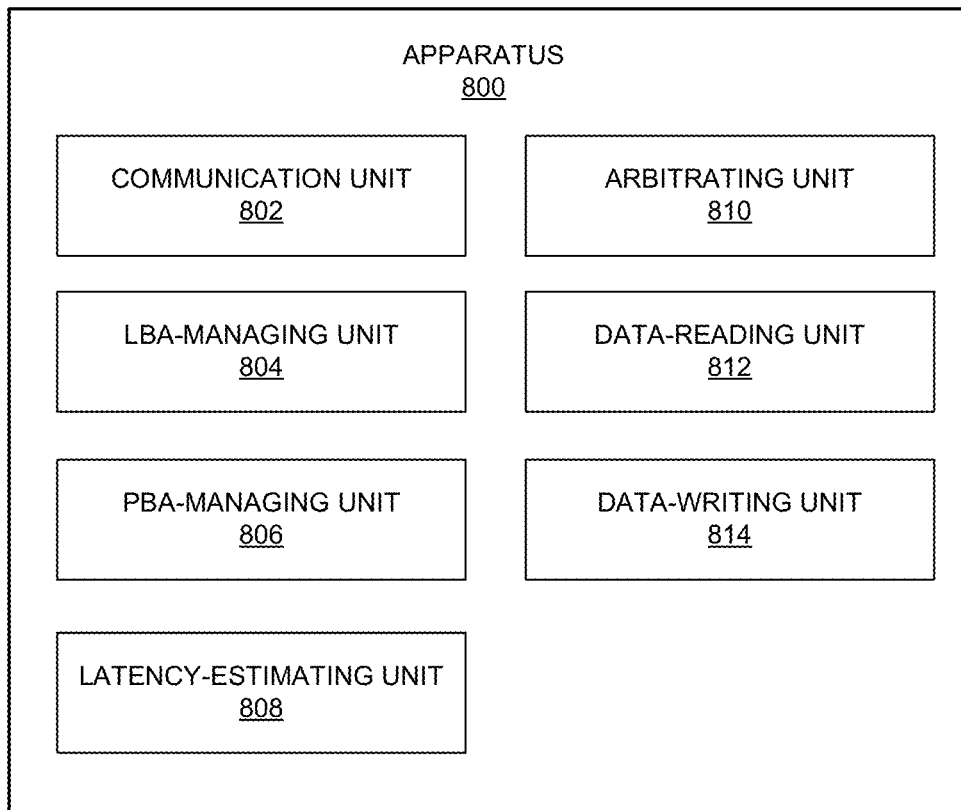 APPARATUS
800
COMMUNICATION UNIT
802
LBA-MANAGING UNIT
804
PBA-MANAGING UNIT
806
LATENCY-ESTIMATING UNIT
808
ARBITRATING UNIT
810
DATA-READING UNIT
812
DATA-WRITING UNIT
814